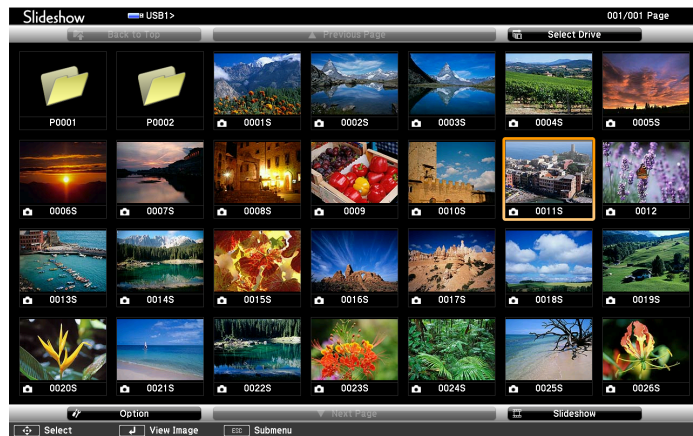 Slideshow USB1> 001/001 Page
Back to Top Previous Page Select Drive
P0001 P0002 0001S 0002S 0003S 0004S 0005S
0006S 0007S 0008S 0009 0010S 0011S 0012
0013S 0014S 0015S 0016S 0017S 0018S 0019S
0020S 0021S 0022S 0023S 0024S 0025S 0026S
Option Next Page Slideshow
Select View Image ESC Submenu